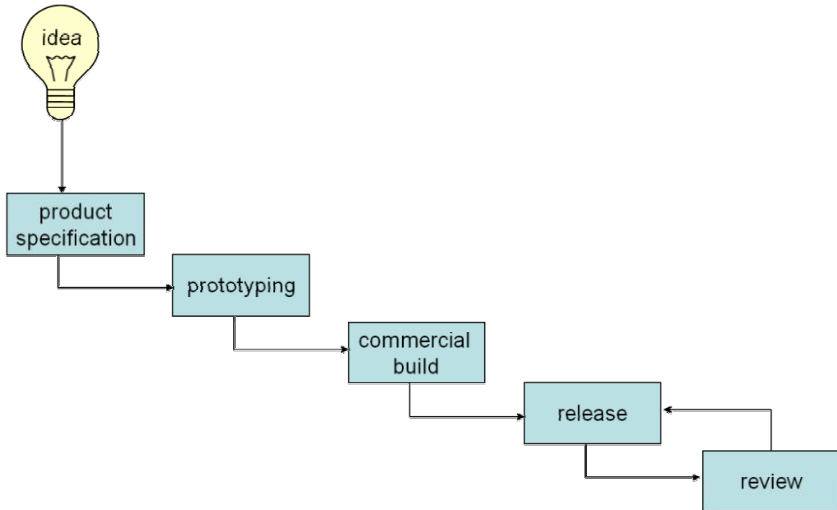 idea
product
specification
prototyping
commercial
build
release
review